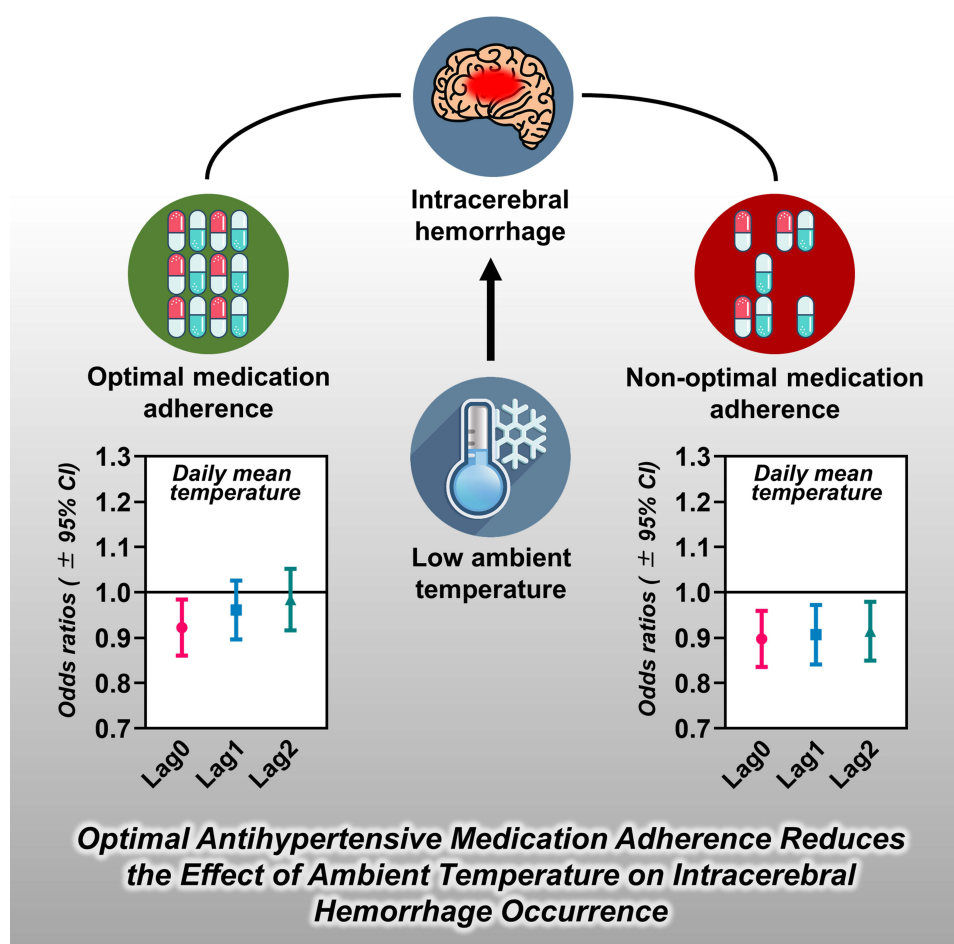 Intracerebral
hemorrhage
Optimal medication
adherence
Non-optimal medication
adherence
Low ambient
temperature
Odds ratios ( ± 95% CI)
1.3
1.2
1.1
1.0
0.9
0.8
0.7
Daily mean
temperature
Lag0
Lag1
Lag2
Odds ratios ( ± 95% CI)
1.3
1.2
1.1
1.0
0.9
0.8
0.7
Daily mean
temperature
Lag0
Lag1
Lag2
Optimal Antihypertensive Medication Adherence Reduces
the Effect of Ambient Temperature on Intracerebral
Hemorrhage Occurrence